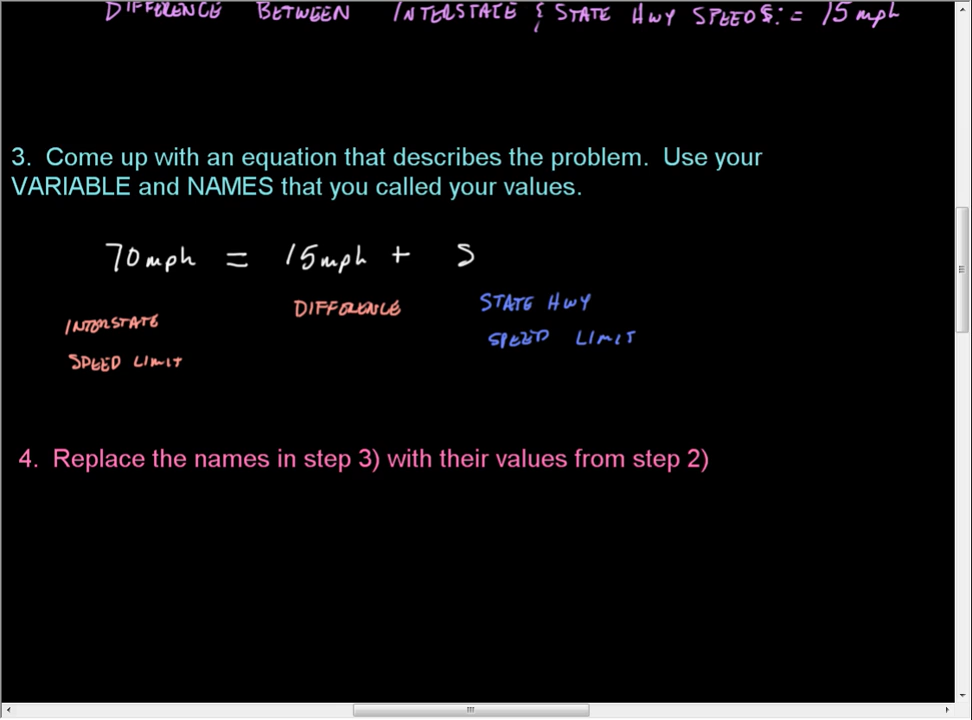 DIFFERENCE BETWEEN INTERSTATE & STATE HWY SPEEDS: = 15 mph
3. Come up with an equation that describes the problem. Use your
VARIABLE and NAMES that you called your values.
70mph = 15mph + S
INTERSTATE
SPEED LIMIT
DIFFERENCE
STATE HWY
SPEED LIMIT
4. Replace the names in step 3) with their values from step 2)